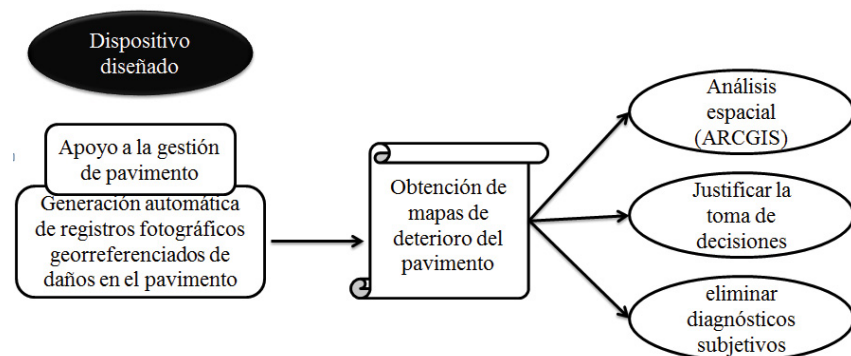 Dispositivo
diseñado
Apoyo a la gestión
de pavimento
Generación automática
de registros fotográficos
georreferenciados de
daños en el pavimento
Obtención de
mapas de
deterioro del
pavimento
Análisis
espacial
(ARCGIS)
Justificar la
toma de
decisiones
eliminar
diagnósticos
subjetivos